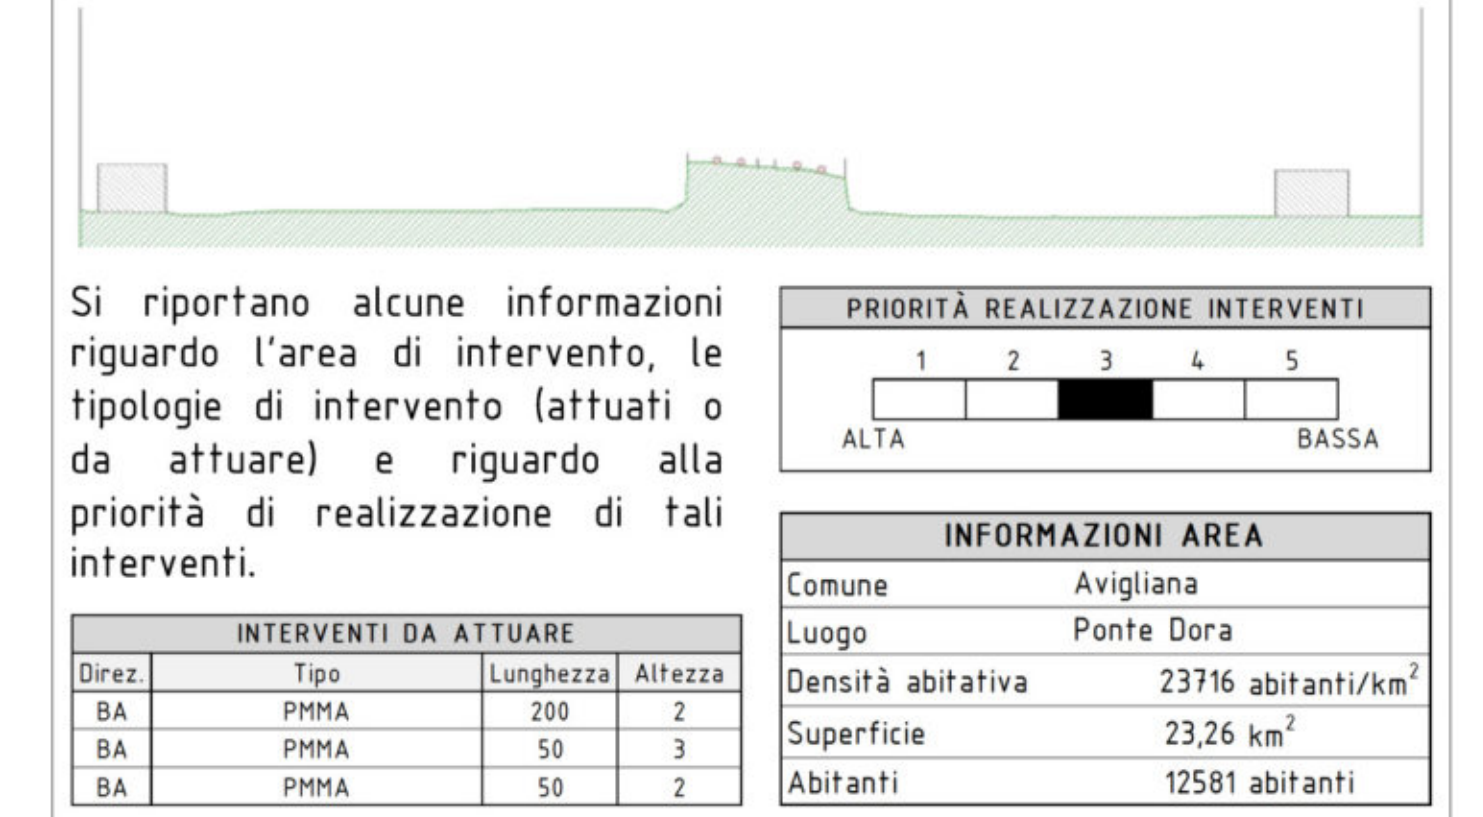 Si riportano alcune informazioni
riguardo l'area di intervento, le
tipologie di intervento (attuati o
da attuare) e riguardo alla
priorità di realizzazione di tali
interventi.
INTERVENTI DA ATTUARE
Direz. Tipo Lunghezza Altezza
BA PMMA 200 2
BA PMMA 50 3
BA PMMA 50 2
PRIORITÀ REALIZZAZIONE INTERVENTI
1 2 3 4 5
ALTA BASSA
INFORMAZIONI AREA
Comune Avigliana
Luogo Ponte Dora
Densità abitativa 23716 abitanti/km²
Superficie 23,26 km²
Abitanti 12581 abitanti